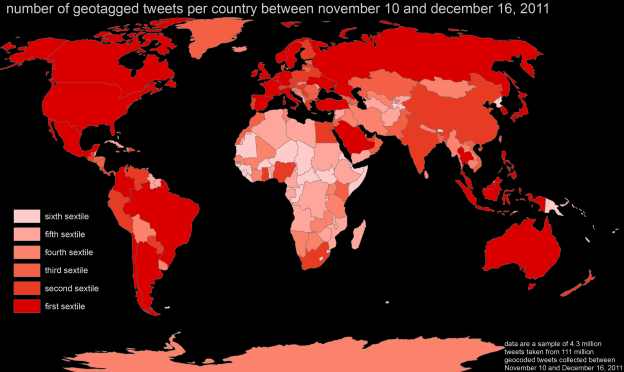 number of geotagged tweets per country between november 10 and december 16, 2011
sixth sextile
fifth sextile
fourth sextile
third sextile
second sextile
first sextile
data are a sample of 4.3 million
tweets taken from 111 million
geocoded tweets collected between
November 10 and December 16, 2011